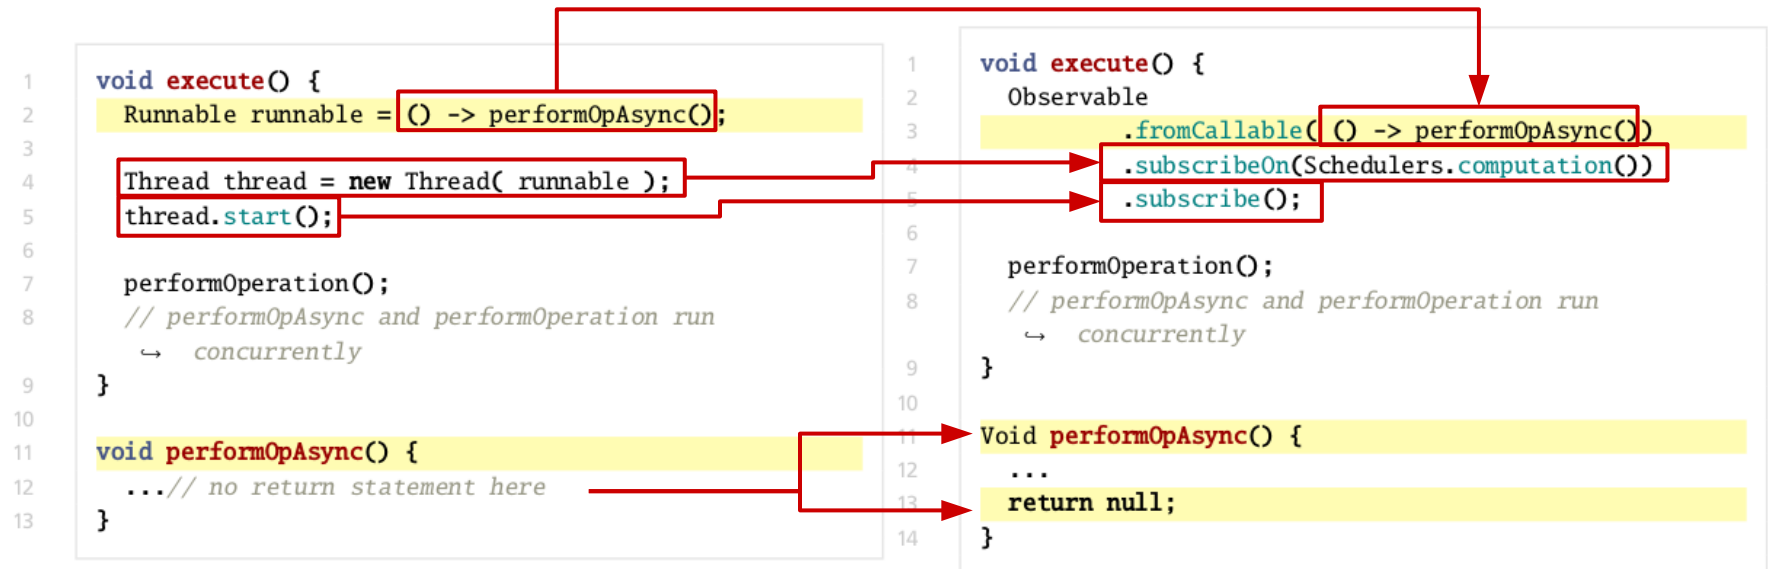 1 void execute() {
2 Runnable runnable = () -> performOpAsync();
3
4 Thread thread = new Thread( runnable );
5 thread.start();
6
7 performOperation();
8 // performOpAsync and performOperation run
↪ concurrently
9 }
10
11 void performOpAsync() {
12 ...// no return statement here
13 }
1 void execute() {
2 Observable
3 .fromCallable( () -> performOpAsync())
4 .subscribeOn(Schedulers.computation())
5 .subscribe();
6
7 performOperation();
8 // performOpAsync and performOperation run
↪ concurrently
9 }
10
11 Void performOpAsync() {
12 ...
13 return null;
14 }